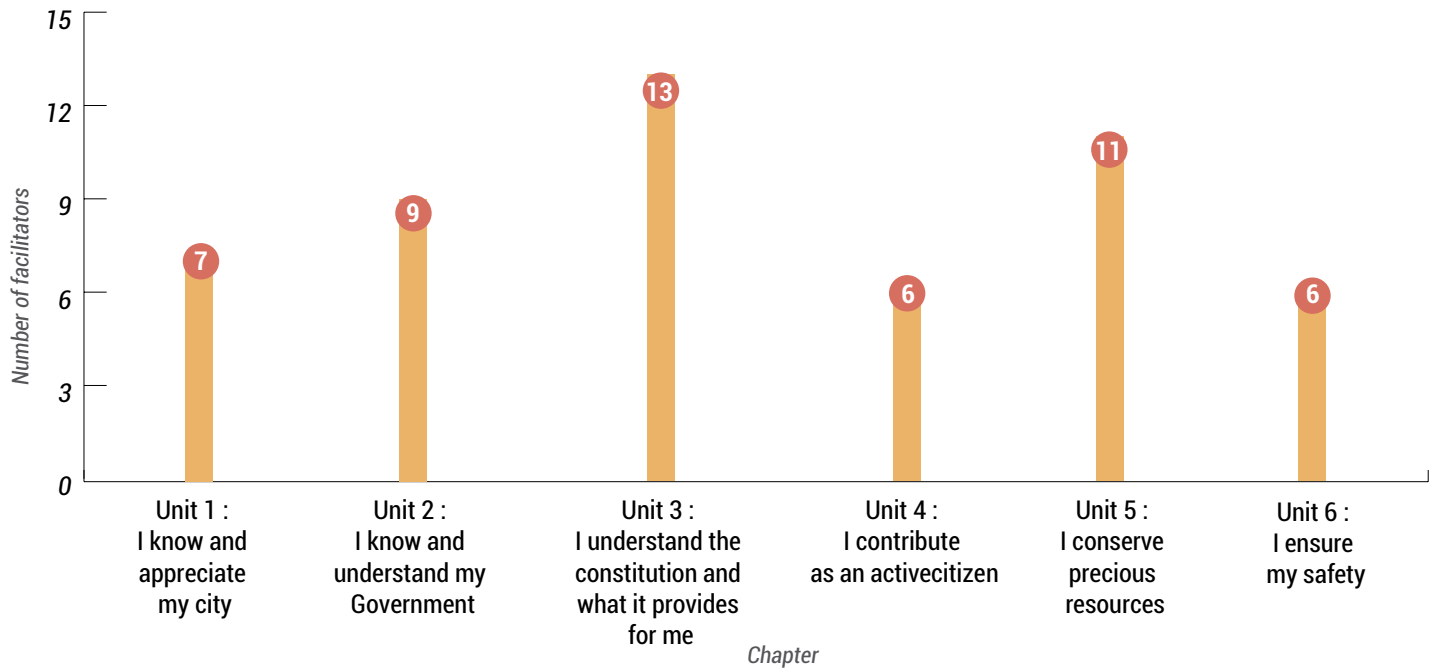 15
12
9
6
3
0
Number of facilitators
7
9
13
6
11
6
Unit 1 :
I know and
appreciate
my city
Unit 2 :
I know and
understand my
Government
Unit 3 :
I understand the
constitution and
what it provides
for me
Unit 4 :
I contribute
as an activecitizen
Unit 5 :
I conserve
precious
resources
Unit 6 :
I ensure
my safety
Chapter